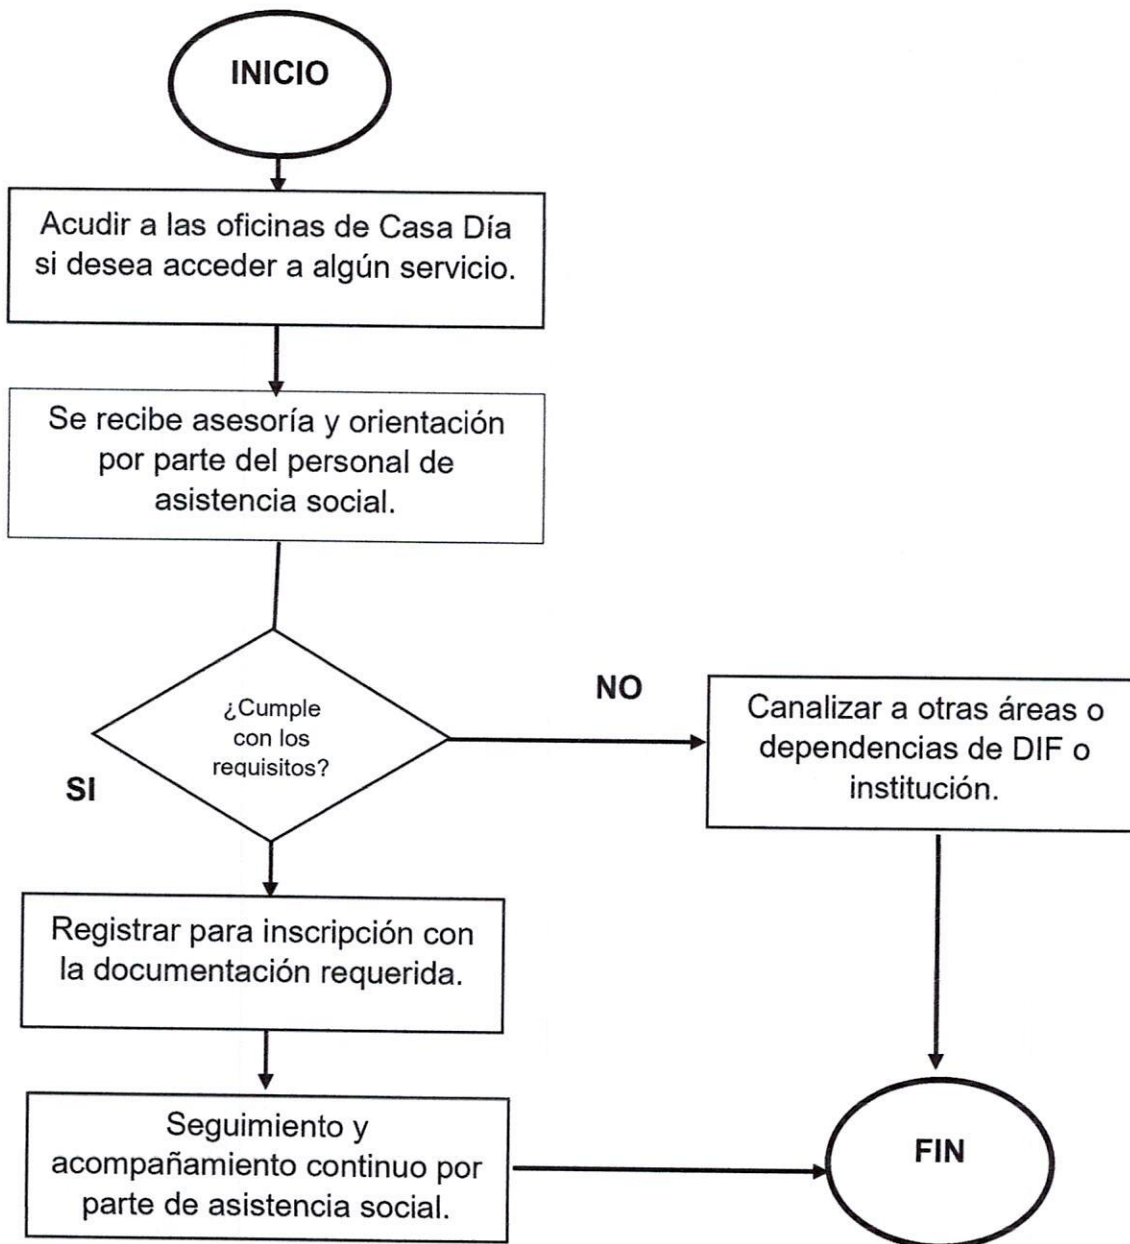 INICIO
Acudir a las oficinas de Casa Día
si desea acceder a algún servicio.
Se recibe asesoría y orientación
por parte del personal de
asistencia social.
¿Cumple
con los
requisitos?
NO
Canalizar a otras áreas o
dependencias de DIF o
institución.
SI
Registrar para inscripción con
la documentación requerida.
Seguimiento y
acompañamiento continuo por
parte de asistencia social.
FIN